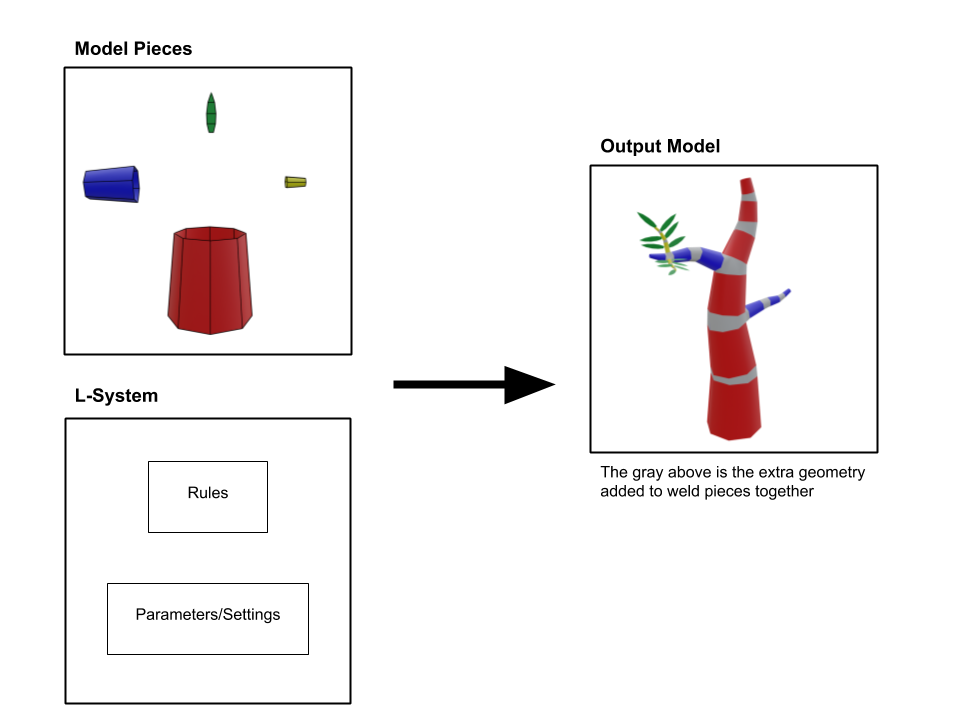 Model Pieces
L-System
Rules
Parameters/Settings
Output Model
The gray above is the extra geometry
added to weld pieces together